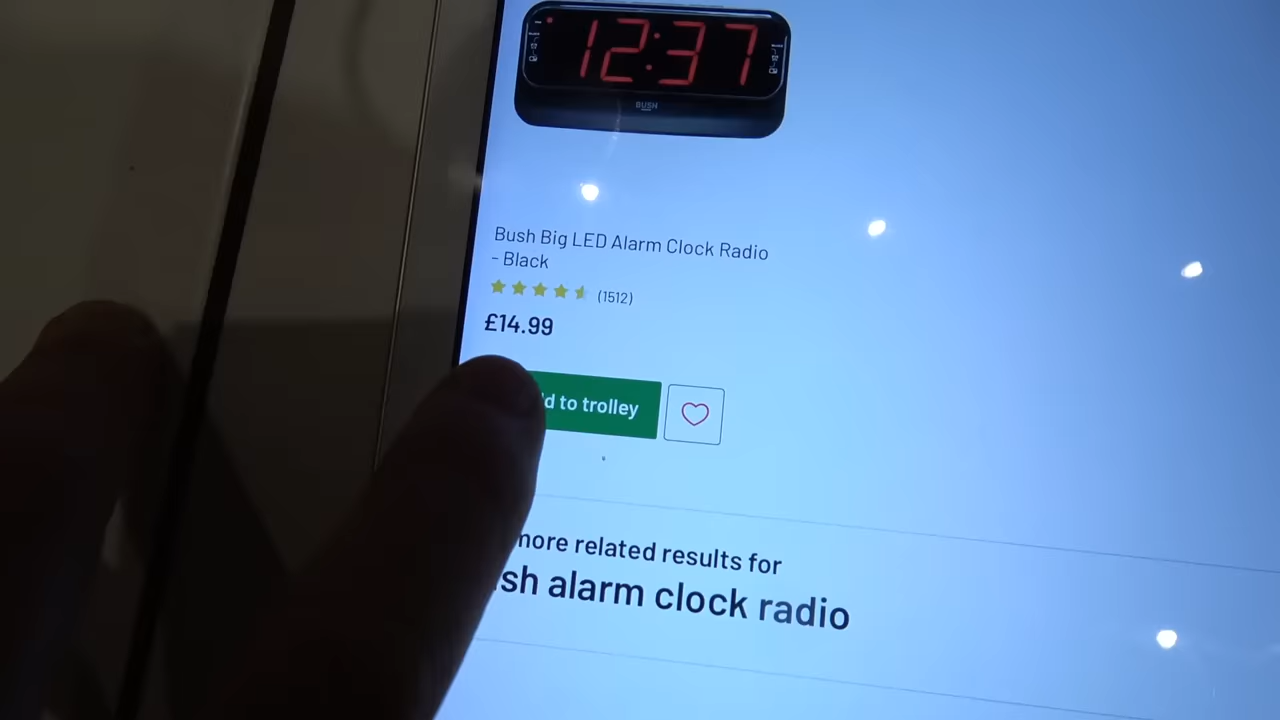 12:37
BUSH
Bush Big LED Alarm Clock Radio
- Black
(1512)
£14.99
d to trolley
more related results for
sh alarm clock radio